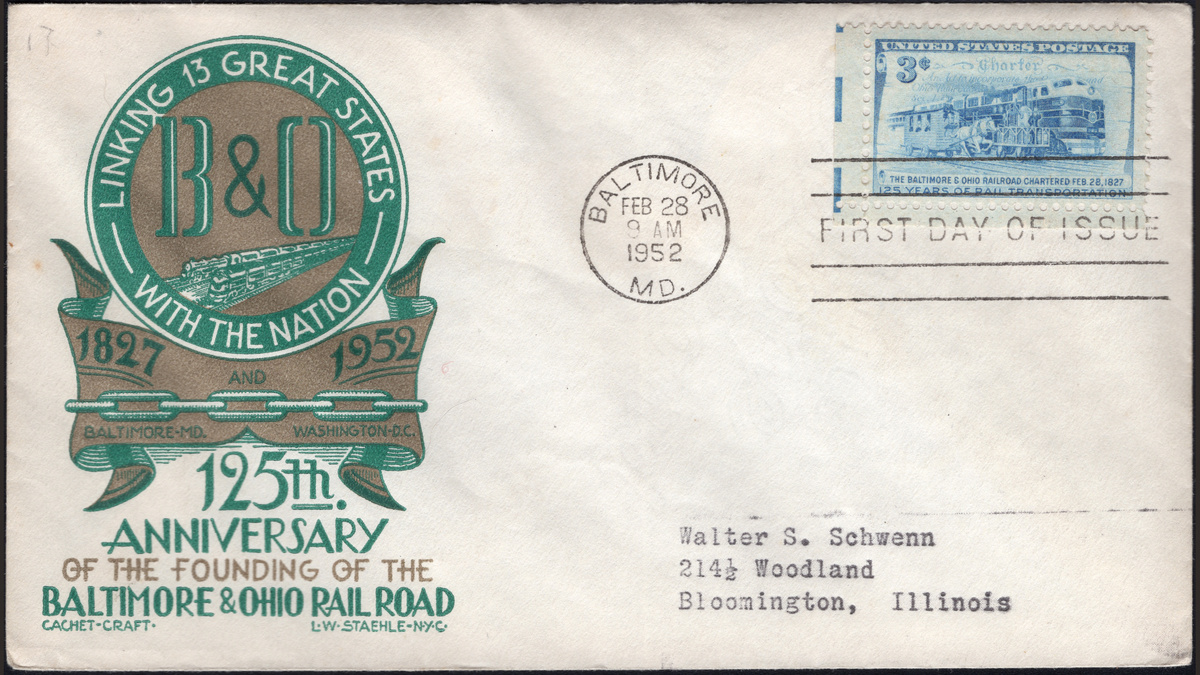 17
LINKING 13 GREAT STATES
B&O
WITH THE NATION
1827
1952
AND
BALTIMORE-MD.
WASHINGTON-D.C.
125th.
ANNIVERSARY
OF THE FOUNDING OF THE
BALTIMORE & OHIO RAILROAD
CACHET-CRAFT·
L·W·STAEHLE·N·Y·C·
BALTIMORE
FEB 28
9 AM
1952
MD.
UNITED STATES POSTAGE
3¢
Charter
THE BALTIMORE & OHIO RAILROAD CHARTERED FEB. 28, 1827
125 YEARS OF RAIL TRANSPORTATION
FIRST DAY OF ISSUE
Walter S. Schwenn
214½ Woodland
Bloomington, Illinois